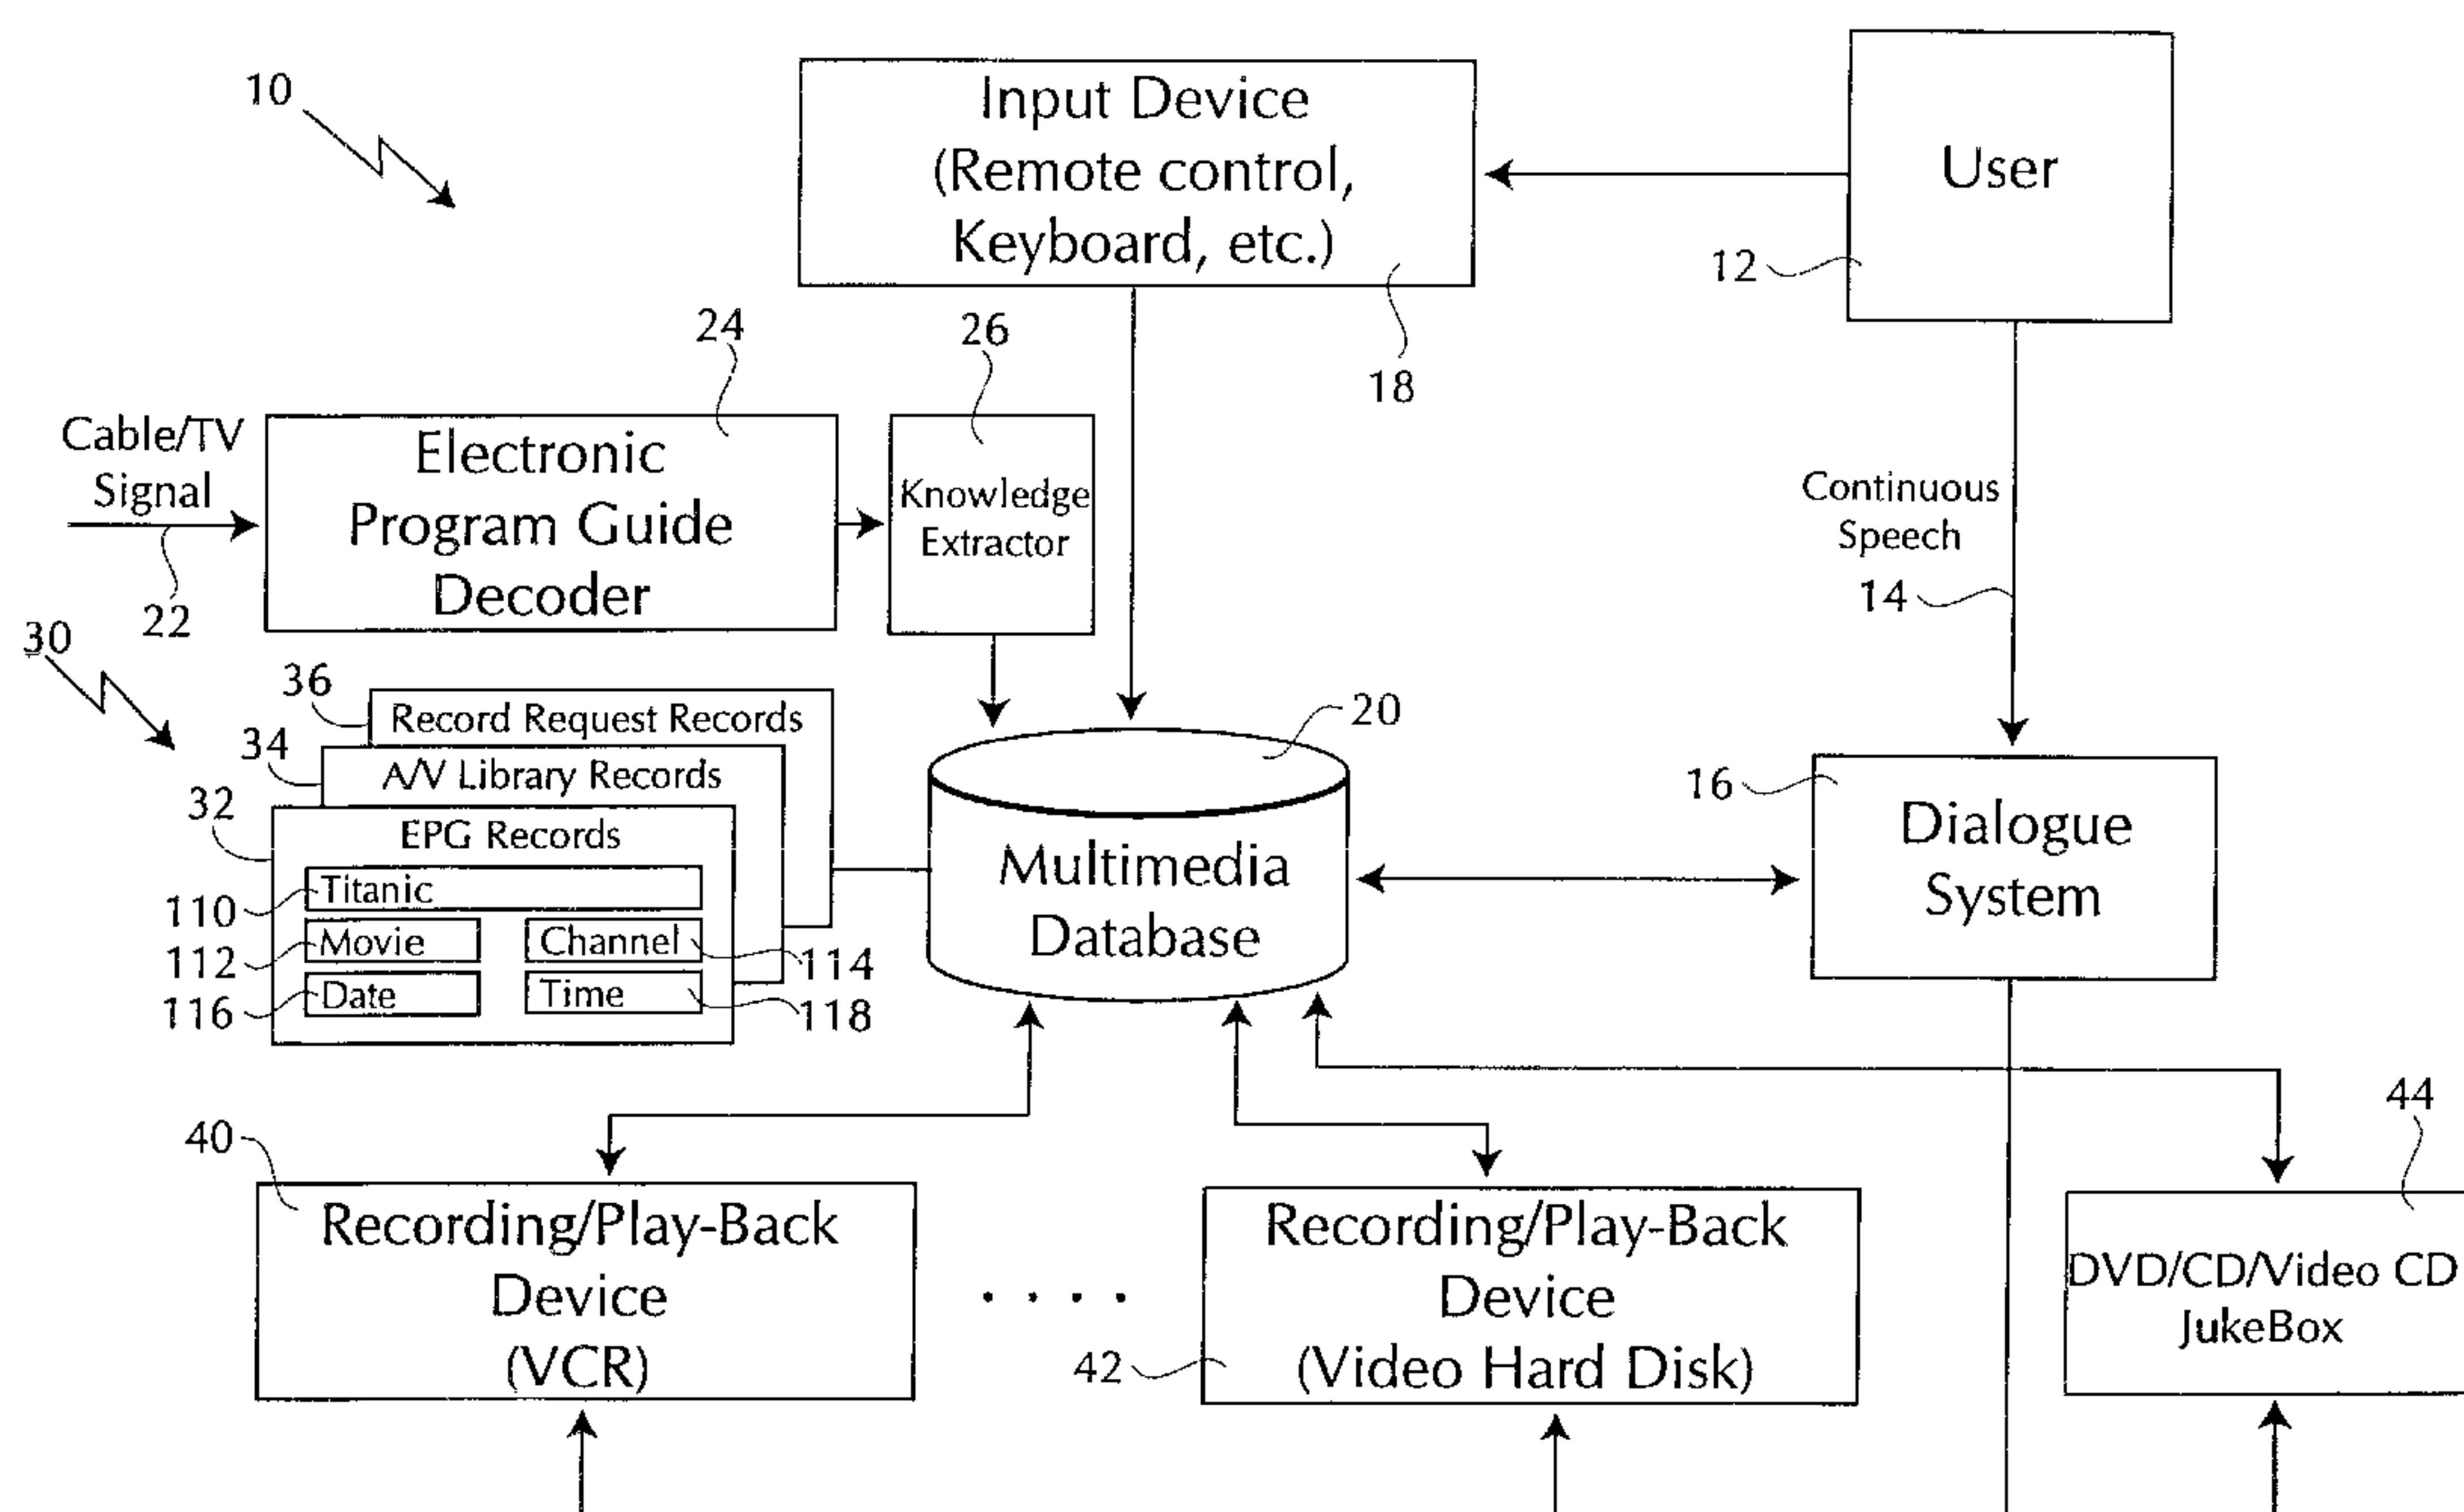 10
Input Device
(Remote control,
Keyboard, etc.)
18
User
12
24
26
Cable/TV
Signal
22
Electronic
Program Guide
Decoder
Knowledge
Extractor
Continuous
Speech
14
30
36
Record Request Records
34
A/V Library Records
32
EPG Records
110
Titanic
112
Movie
Channel
114
116
Date
Time
118
20
Multimedia
Database
16
Dialogue
System
40
Recording/Play-Back
Device
(VCR)
. . . .
Recording/Play-Back
Device
(Video Hard Disk)
42
44
DVD/CD/Video CD
JukeBox